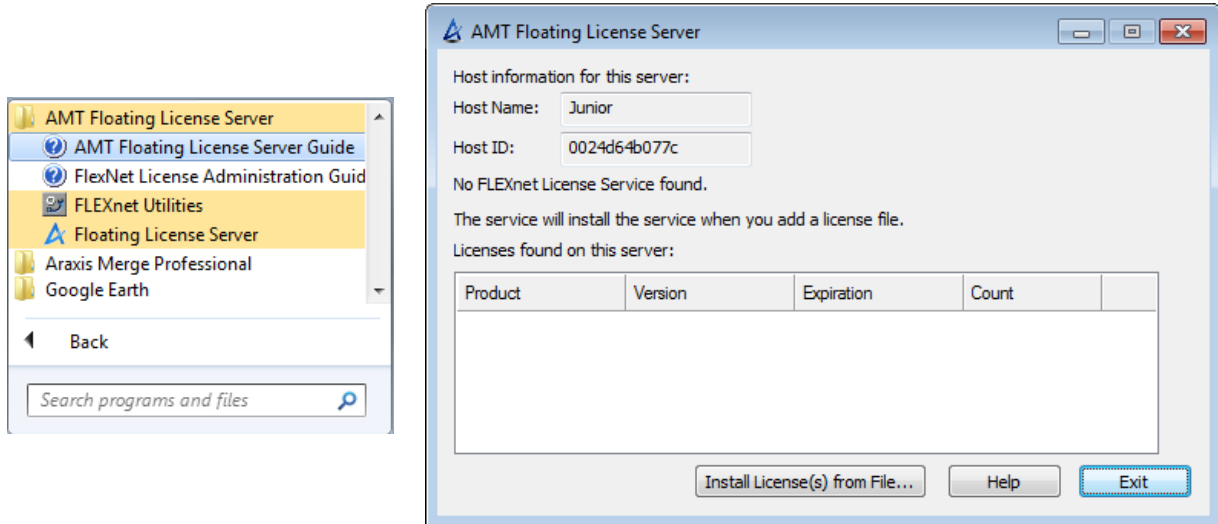 AMT Floating License Server
AMT Floating License Server Guide
FlexNet License Administration Guid
FLEXnet Utilities
Floating License Server
Araxis Merge Professional
Google Earth
Back
Search programs and files
AMT Floating License Server
Host information for this server:
Host Name: Junior
Host ID: 0024d64b077c
No FLEXnet License Service found.
The service will install the service when you add a license file.
Licenses found on this server:
Product Version Expiration Count
Install License(s) from File... Help Exit